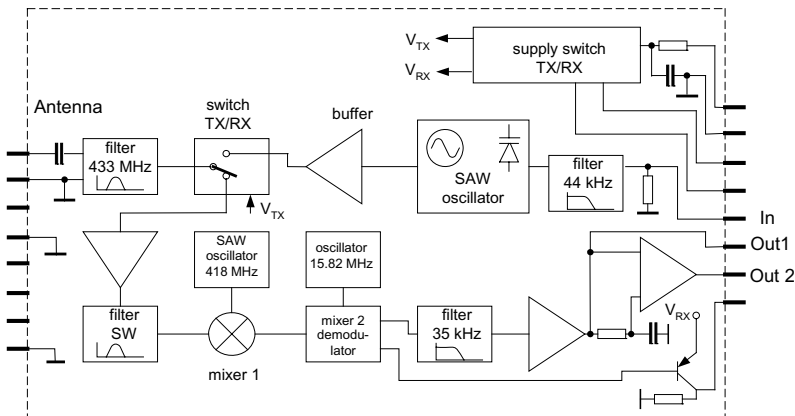 V_TX
V_RX
supply switch
TX/RX
Antenna
switch
TX/RX
buffer
filter
433 MHz
V_TX
SAW
oscillator
filter
44 kHz
In
Out1
Out 2
SAW
oscillator
418 MHz
oscillator
15.82 MHz
filter
SW
mixer 1
mixer 2
demodu-
lator
filter
35 kHz
V_RX